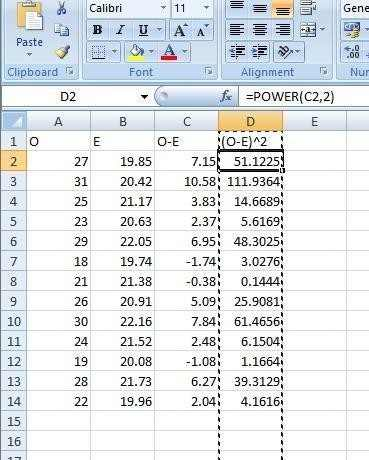 Calibri 11
Paste B I U A A Gene
Clipboard Font Alignment Nu
D2 fx =POWER(C2,2)
A B C D E
1 O E O-E (O-E)^2
2 27 19.85 7.15 51.1225
3 31 20.42 10.58 111.9364
4 25 21.17 3.83 14.6689
5 23 20.63 2.37 5.6169
6 29 22.05 6.95 48.3025
7 18 19.74 -1.74 3.0276
8 21 21.38 -0.38 0.1444
9 26 20.91 5.09 25.9081
10 30 22.16 7.84 61.4656
11 24 21.52 2.48 6.1504
12 19 20.08 -1.08 1.1664
13 28 21.73 6.27 39.3129
14 22 19.96 2.04 4.1616
15
16
17